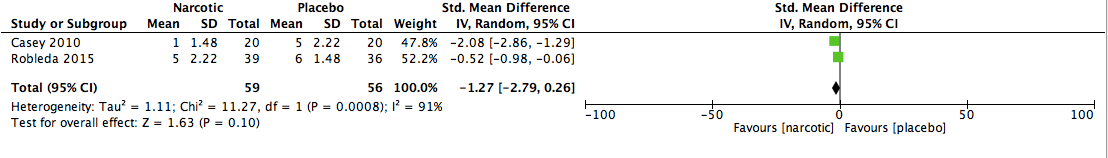 Narcotic Placebo Std. Mean Difference Std. Mean Difference
Study or Subgroup Mean SD Total Mean SD Total Weight IV, Random, 95% CI IV, Random, 95% CI
Casey 2010 1 1.48 20 5 2.22 20 47.8% -2.08 [-2.86, -1.29]
Robleda 2015 5 2.22 39 6 1.48 36 52.2% -0.52 [-0.98, -0.06]
Total (95% CI) 59 56 100.0% -1.27 [-2.79, 0.26]
Heterogeneity: Tau² = 1.11; Chi² = 11.27, df = 1 (P = 0.0008); I² = 91%
Test for overall effect: Z = 1.63 (P = 0.10)
-100 -50 0 50 100
Favours [narcotic] Favours [placebo]